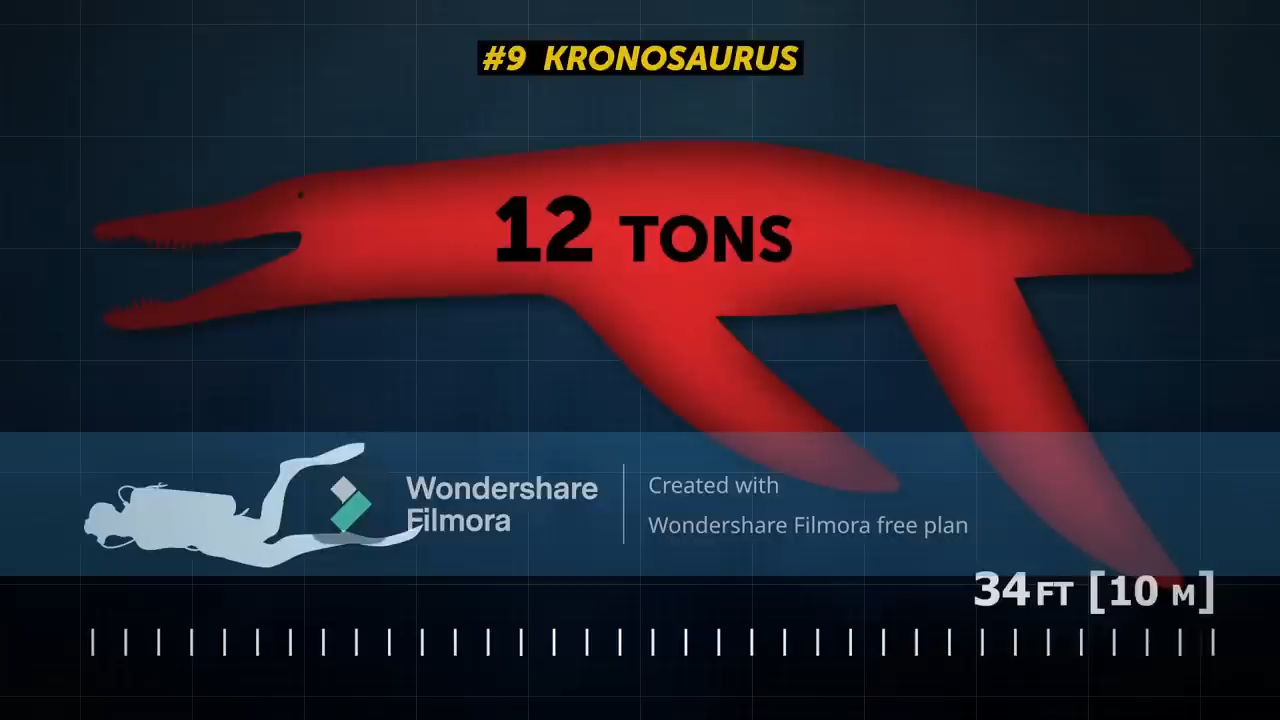 #9 KRONOSAURUS
12 TONS
Wondershare
Filmora
Created with
Wondershare Filmora free plan
34 FT [10 M]